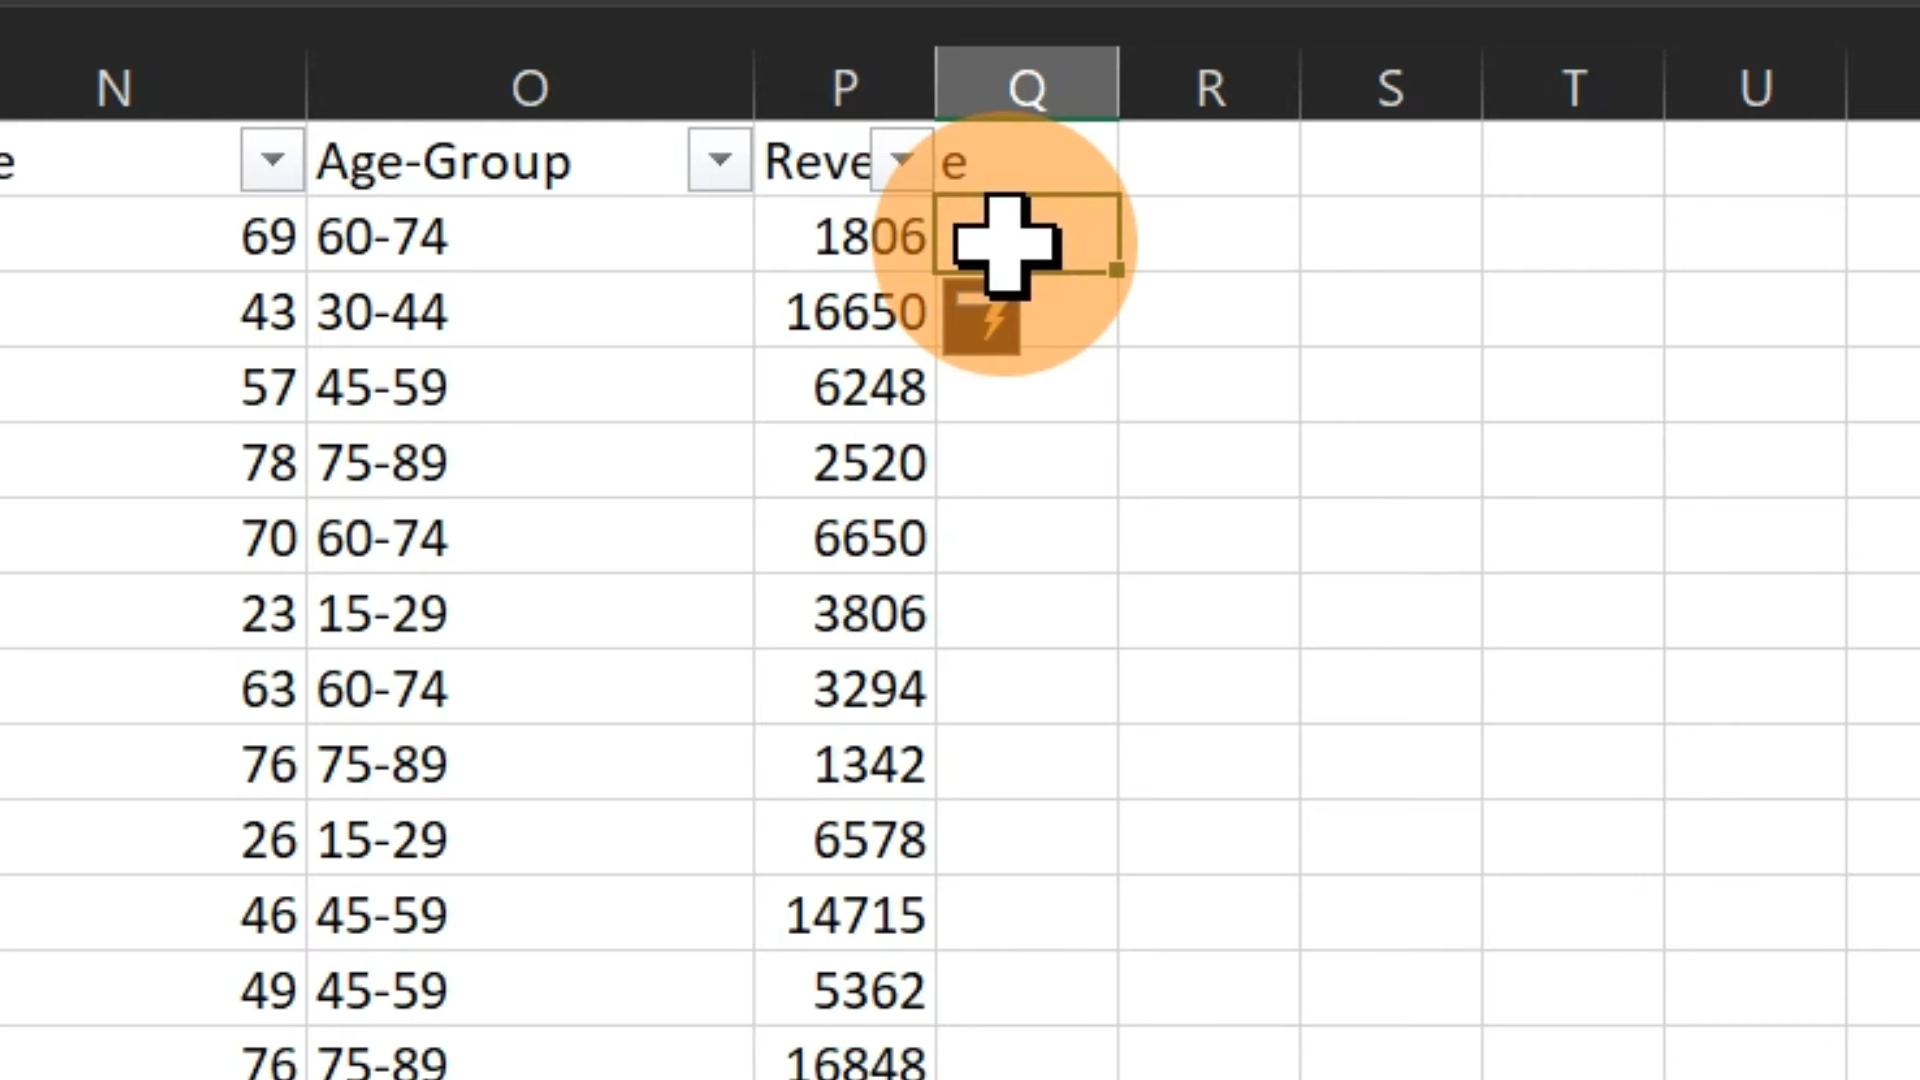 N O P Q R S T U
e Age-Group Reve e
69 60-74 1806
43 30-44 16650
57 45-59 6248
78 75-89 2520
70 60-74 6650
23 15-29 3806
63 60-74 3294
76 75-89 1342
26 15-29 6578
46 45-59 14715
49 45-59 5362
76 75-89 16848